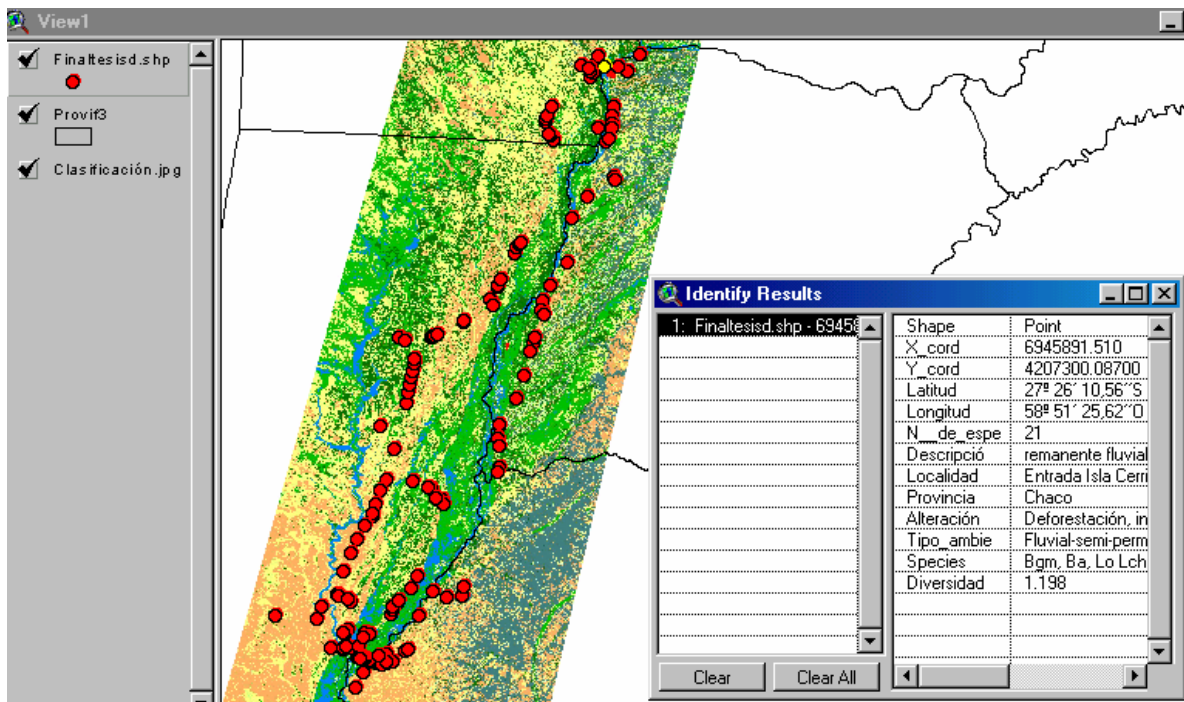 View1
Finaltesisd.shp
Provif3
Clasificación.jpg
Identify Results
1: Finaltesisd.shp - 6945
Shape Point
X_cord 6945891.510
Y_cord 4207300.08700
Latitud 27º 26´ 10,56´´S
Longitud 58º 51´ 25,62´´O
N__de_espe 21
Descripció remanente fluvial
Localidad Entrada Isla Cerri
Provincia Chaco
Alteración Deforestación, in
Tipo_ambie Fluvial-semi-perm
Species Bgm, Ba, Lo Lch
Diversidad 1.198
Clear Clear All